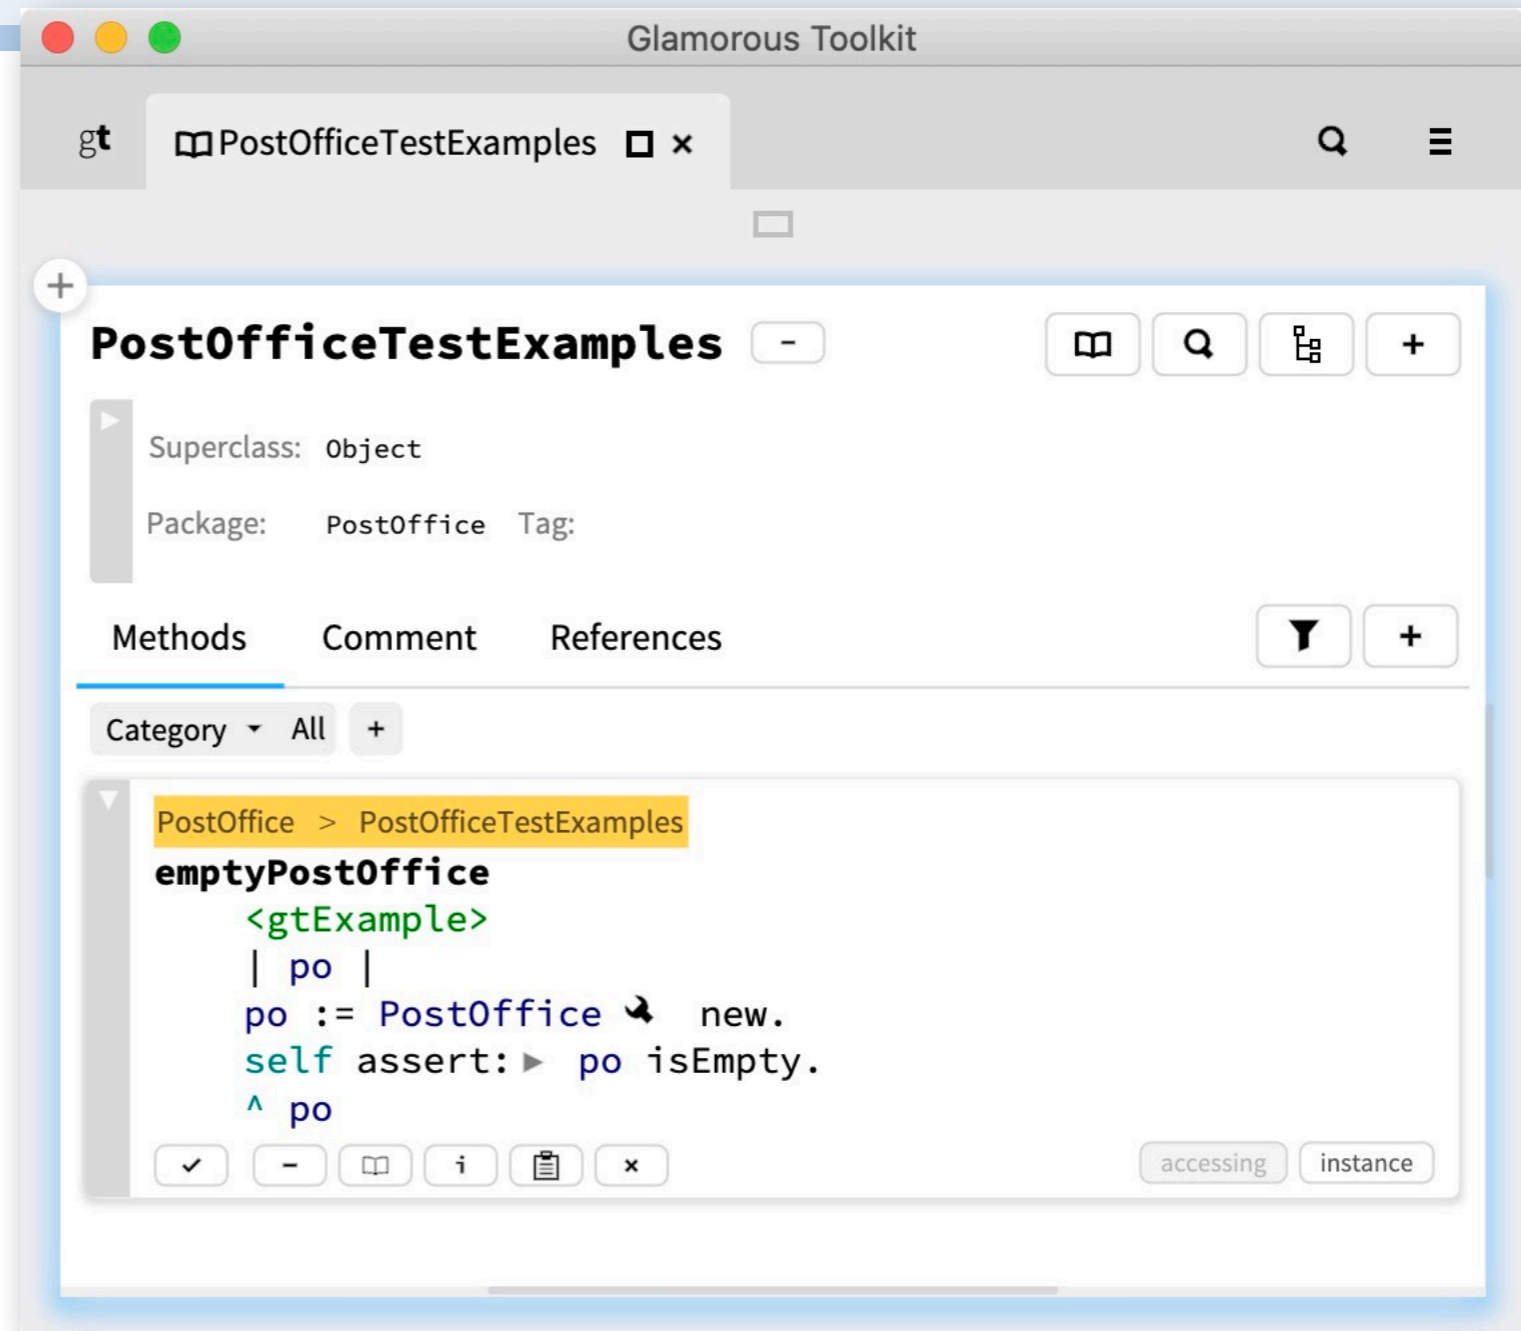 Glamorous Toolkit
gt PostOfficeTestExamples
PostOfficeTestExamples
Superclass: Object
Package: PostOffice Tag:
Methods Comment References
Category All +
PostOffice > PostOfficeTestExamples
emptyPostOffice
<gtExample>
| po |
po := PostOffice new.
self assert: po isEmpty.
^ po
i accessing instance